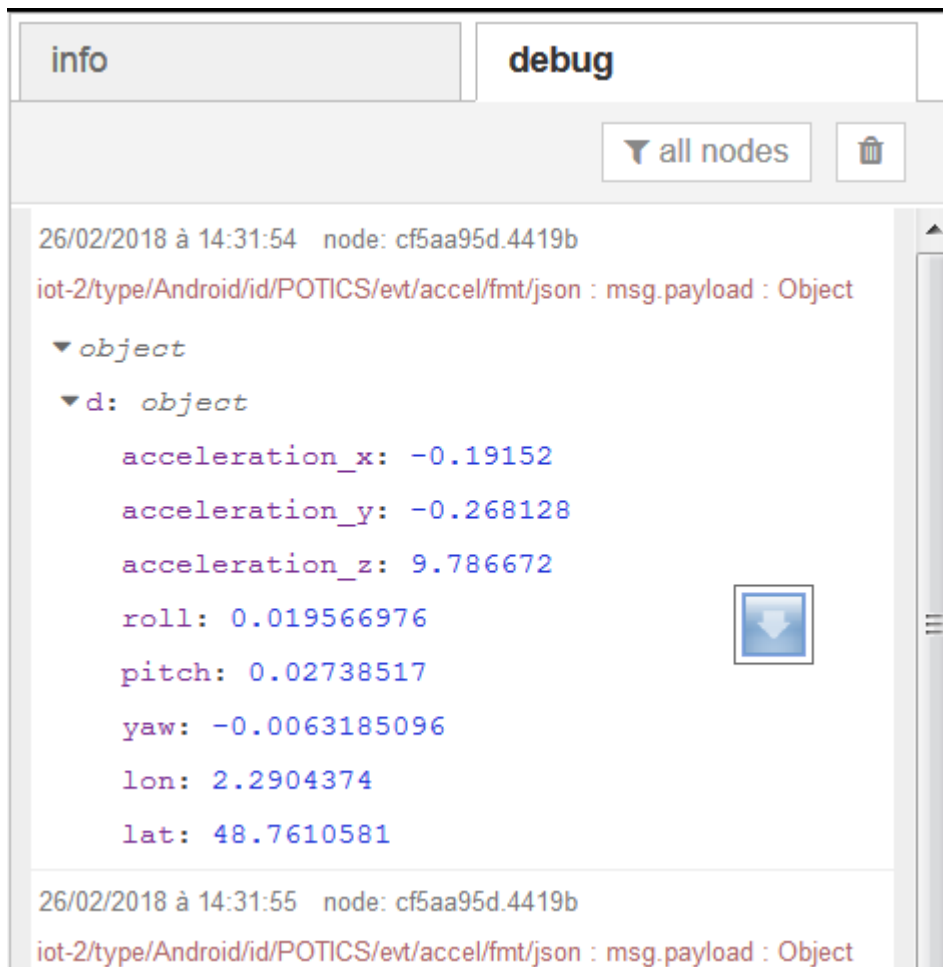 info debug
all nodes
26/02/2018 à 14:31:54 node: cf5aa95d.4419b
iot-2/type/Android/id/POTICS/evt/accel/fmt/json : msg.payload : Object
object
d: object
acceleration_x: -0.19152
acceleration_y: -0.268128
acceleration_z: 9.786672
roll: 0.019566976
pitch: 0.02738517
yaw: -0.0063185096
lon: 2.2904374
lat: 48.7610581
26/02/2018 à 14:31:55 node: cf5aa95d.4419b
iot-2/type/Android/id/POTICS/evt/accel/fmt/json : msg.payload : Object